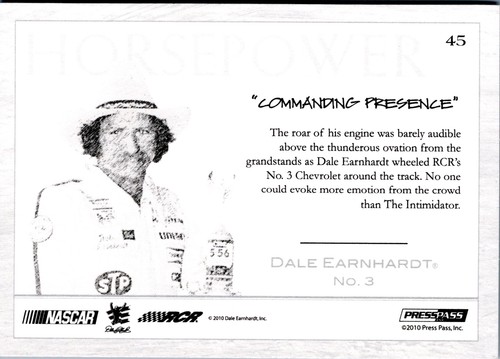 HORSEPOWER
45
"COMMANDING PRESENCE"
The roar of his engine was barely audible
above the thunderous ovation from the
grandstands as Dale Earnhardt wheeled RCR's
No. 3 Chevrolet around the track. No one
could evoke more emotion from the crowd
than The Intimidator.
DALE EARNHARDT®
NO. 3
556
STP
NASCAR
RCR
© 2010 Dale Earnhardt, Inc.
PRESS PASS
©2010 Press Pass, Inc.